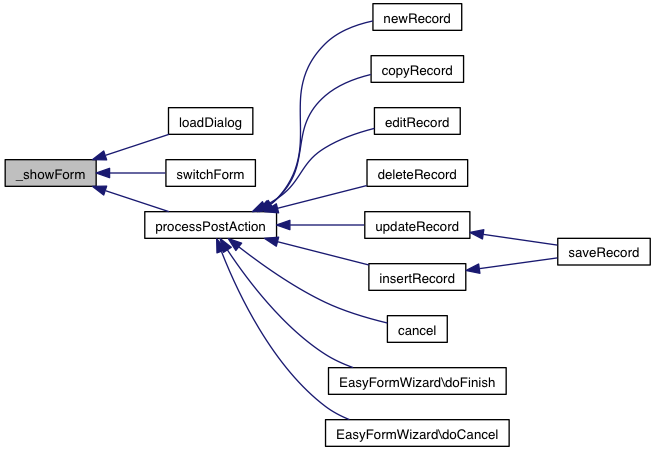 newRecord
copyRecord
editRecord
loadDialog
_showForm
switchForm
deleteRecord
processPostAction
updateRecord
saveRecord
insertRecord
cancel
EasyFormWizard\doFinish
EasyFormWizard\doCancel